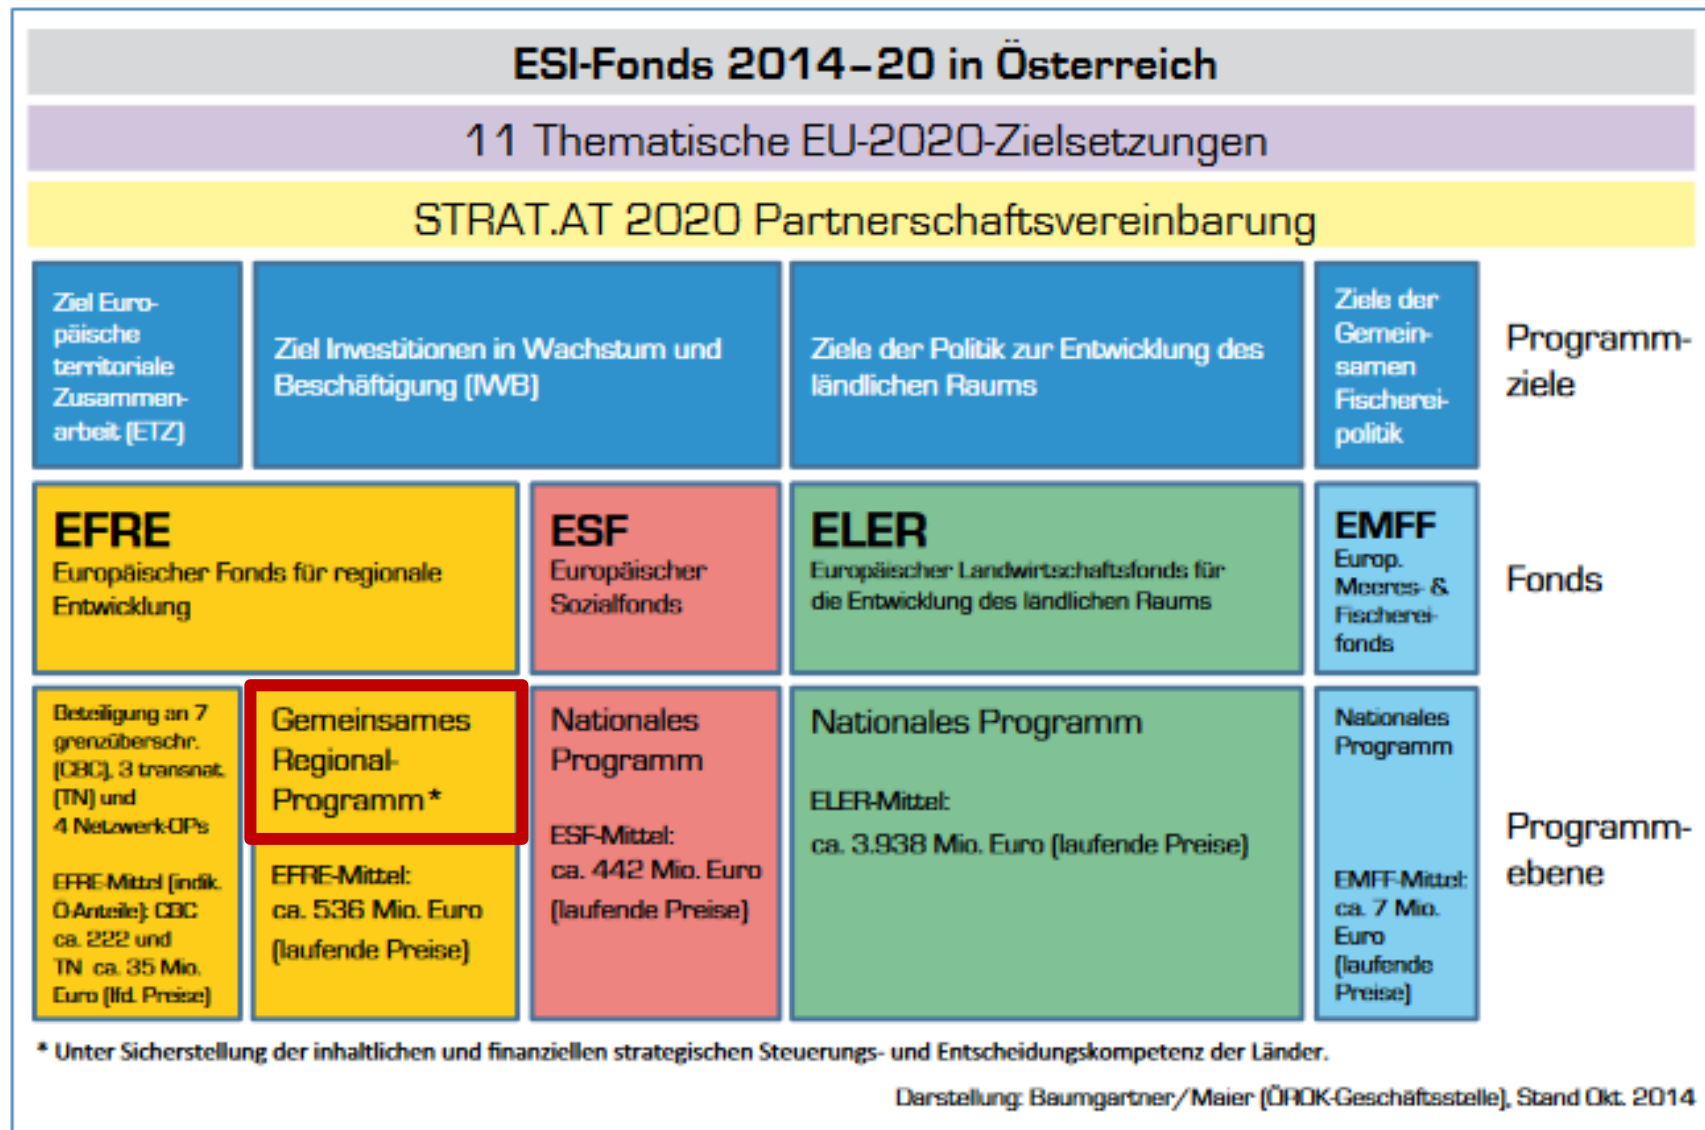 ESI-Fonds 2014–20 in Österreich
11 Thematische EU-2020-Zielsetzungen
STRAT.AT 2020 Partnerschaftsvereinbarung
Ziel Euro-
päische
territoriale
Zusammen-
arbeit (ETZ)
Ziel Investitionen in Wachstum und
Beschäftigung (IWB)
Ziele der Politik zur Entwicklung des
ländlichen Raums
Ziele der
Gemein-
samen
Fischerei-
politik
Programm-
ziele
EFRE
Europäischer Fonds für regionale
Entwicklung
ESF
Europäischer
Sozialfonds
ELER
Europäischer Landwirtschaftsfonds für
die Entwicklung des ländlichen Raums
EMFF
Europ.
Meeres- &
Fischerei-
fonds
Fonds
Beteiligung an 7
grenzüberschr.
(CBC), 3 transnat.
(TN) und
4 Netzwerk-OPs
EFRE-Mittel (indik.
Ö-Anteile): CBC
ca. 222 und
TN ca. 35 Mio.
Euro (lfd. Preise)
Gemeinsames
Regional-
Programm*
EFRE-Mittel:
ca. 536 Mio. Euro
(laufende Preise)
Nationales
Programm
ESF-Mittel:
ca. 442 Mio. Euro
(laufende Preise)
Nationales Programm
ELER-Mittel:
ca. 3.938 Mio. Euro (laufende Preise)
Nationales
Programm
EMFF-Mittel:
ca. 7 Mio.
Euro
(laufende
Preise)
Programm-
ebene
* Unter Sicherstellung der inhaltlichen und finanziellen strategischen Steuerungs- und Entscheidungskompetenz der Länder.
Darstellung: Baumgartner/Maier (ÖROK-Geschäftsstelle), Stand Okt. 2014